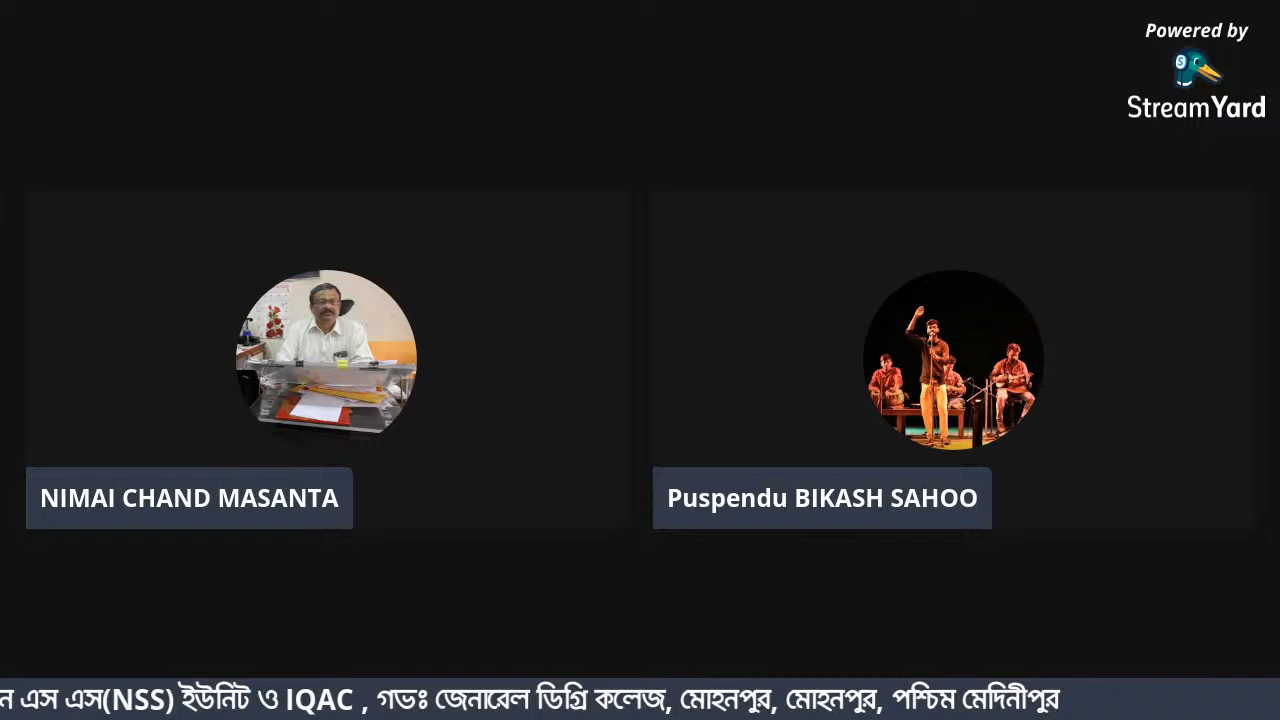 Powered by
StreamYard
NIMAI CHAND MASANTA
Puspendu BIKASH SAHOO
ন এস এস(NSS) ইউনিট ও IQAC , গভঃ জেনারেল ডিগ্রি কলেজ, মোহনপুর, মোহনপুর, পশ্চিম মেদিনীপুর